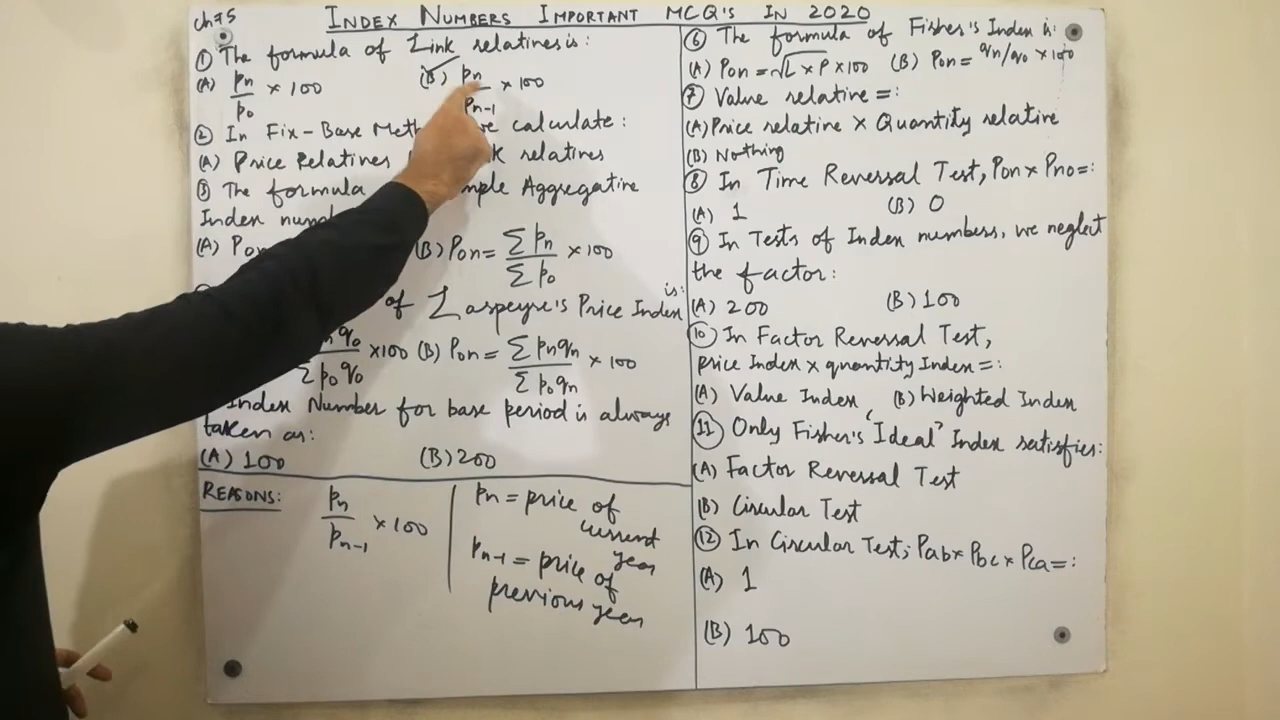 ch#5
INDEX NUMBERS IMPORTANT MCQ'S IN 2020
① The formula of Link relatives is:
(A) pn/p0 × 100 (B) pn/pn-1 × 100
② In Fix-Base Meth we calculate:
(A) Price Relatives relatives
③ The formula Aggregative
Index num
(A) Pon (B) Pon = Σpn/Σp0 × 100
of Laspeyre's Price Index is:
q0/Σp0q0 ×100 (B) Pon = Σpnqn/Σp0qn × 100
Index Number for base period is always
taken as:
(A) 100 (B) 200
REASONS:
pn/pn-1 × 100
pn = price of
current
year
pn-1 = price of
previous year
⑥ The formula of Fisher's Index is:
(A) Pon = √L × P × 100 (B) Pon = qn/q0 × 100
⑦ Value relative =:
(A) Price relative × Quantity relative
(B) Nothing
⑧ In Time Reversal Test, Pon × Pno =:
(A) 1 (B) 0
⑨ In Tests of Index numbers, we neglect
the factor:
(A) 200 (B) 100
⑩ In Factor Reversal Test,
price Index × quantity Index =:
(A) Value Index (B) Weighted Index
⑪ Only Fisher's 'Ideal' Index satisfies:
(A) Factor Reversal Test
(B) Circular Test
⑫ In Circular Test; Pab × Pbc × Pca =:
(A) 1
(B) 100